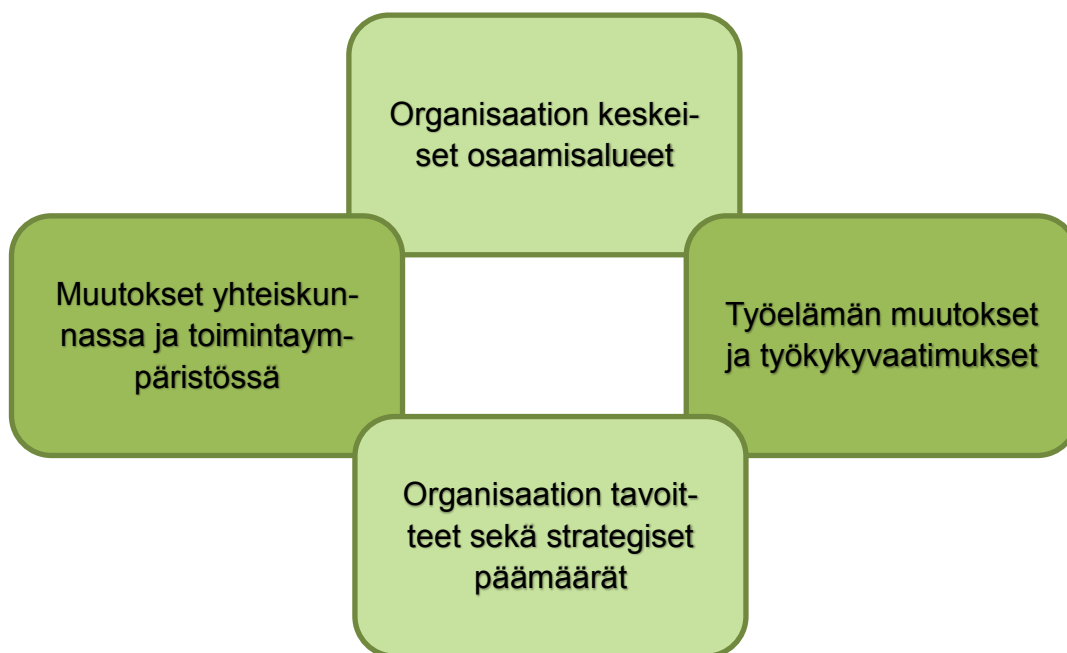 Organisaation keskei-
set osaamisalueet
Muutokset yhteiskun-
nassa ja toimintaym-
päristössä
Työelämän muutokset
ja työkykyvaatimukset
Organisaation tavoit-
teet sekä strategiset
päämäärät